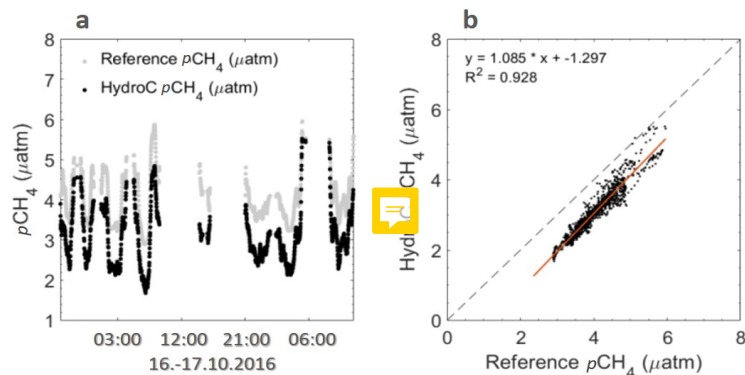 a
Reference pCH4 (μatm)
HydroC pCH4 (μatm)
pCH4 (μatm)
8
7
6
5
4
3
2
1
03:00 12:00 21:00 06:00
16.-17.10.2016
b
y = 1.085 * x + -1.297
R2 = 0.928
CH4 (μatm)
8
6
4
2
0
0 2 4 6 8
Reference pCH4 (μatm)